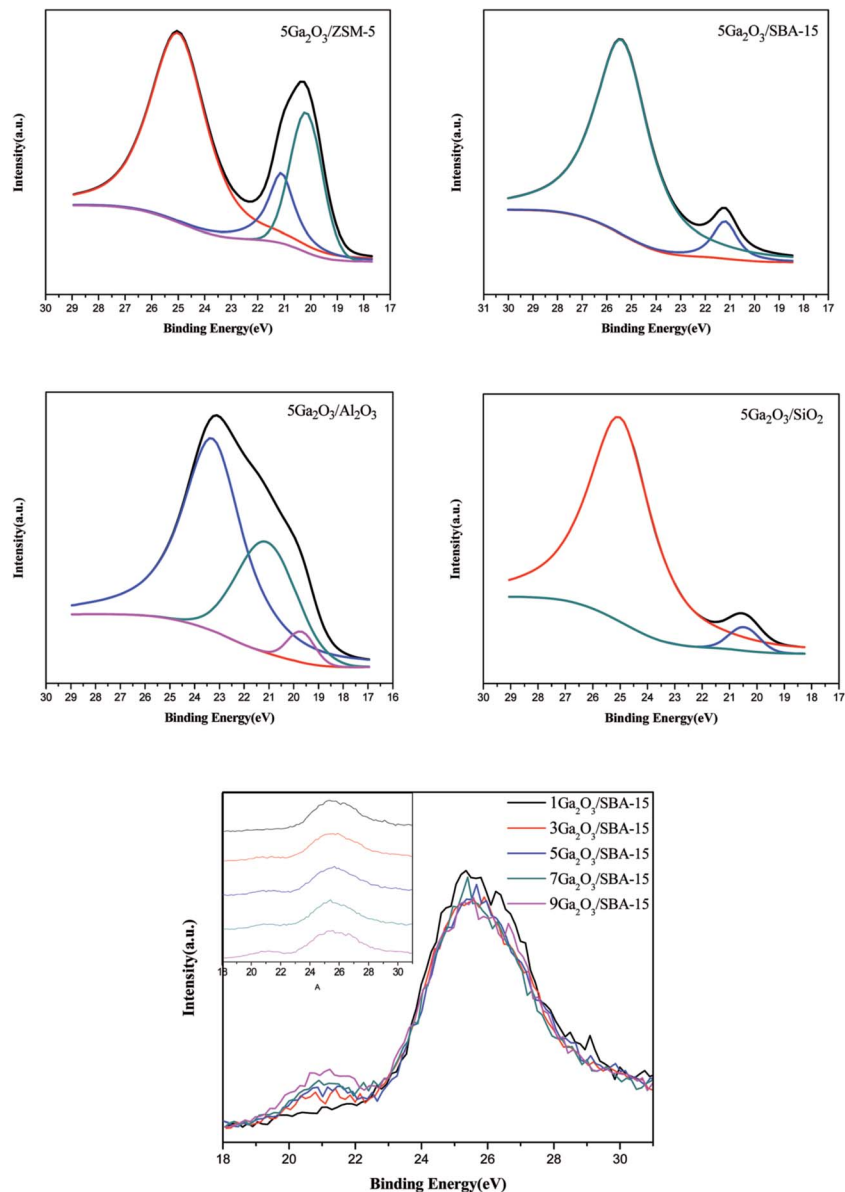 5Ga₂O₃/ZSM-5
Intensity(a.u.)
30 29 28 27 26 25 24 23 22 21 20 19 18 17
Binding Energy(eV)
5Ga₂O₃/SBA-15
Intensity(a.u.)
31 30 29 28 27 26 25 24 23 22 21 20 19 18 17
Binding Energy(eV)
5Ga₂O₃/Al₂O₃
Intensity(a.u.)
30 29 28 27 26 25 24 23 22 21 20 19 18 17 16
Binding Energy(eV)
5Ga₂O₃/SiO₂
Intensity(a.u.)
30 29 28 27 26 25 24 23 22 21 20 19 18 17
Binding Energy(eV)
1Ga₂O₃/SBA-15
3Ga₂O₃/SBA-15
5Ga₂O₃/SBA-15
7Ga₂O₃/SBA-15
9Ga₂O₃/SBA-15
18 20 22 24 26 28 30
A
Intensity(a.u.)
18 20 22 24 26 28 30
Binding Energy(eV)